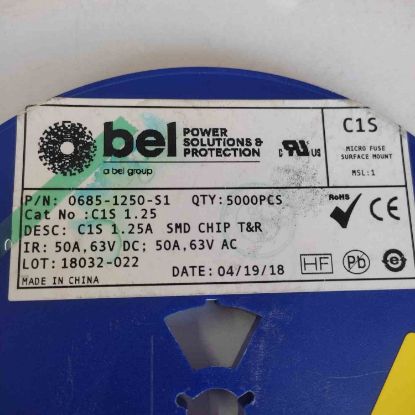 bel POWER SOLUTIONS & PROTECTION
a bel group
C1S
MICRO FUSE
SURFACE MOUNT
MSL:1
c RU US
P/N: 0685-1250-S1 QTY:5000PCS
Cat No :C1S 1.25
DESC: C1S 1.25A SMD CHIP T&R
IR: 50A,63V DC; 50A,63V AC
LOT: 18032-022
DATE: 04/19/18
MADE IN CHINA
RoHS
CE
HF
Pb
e